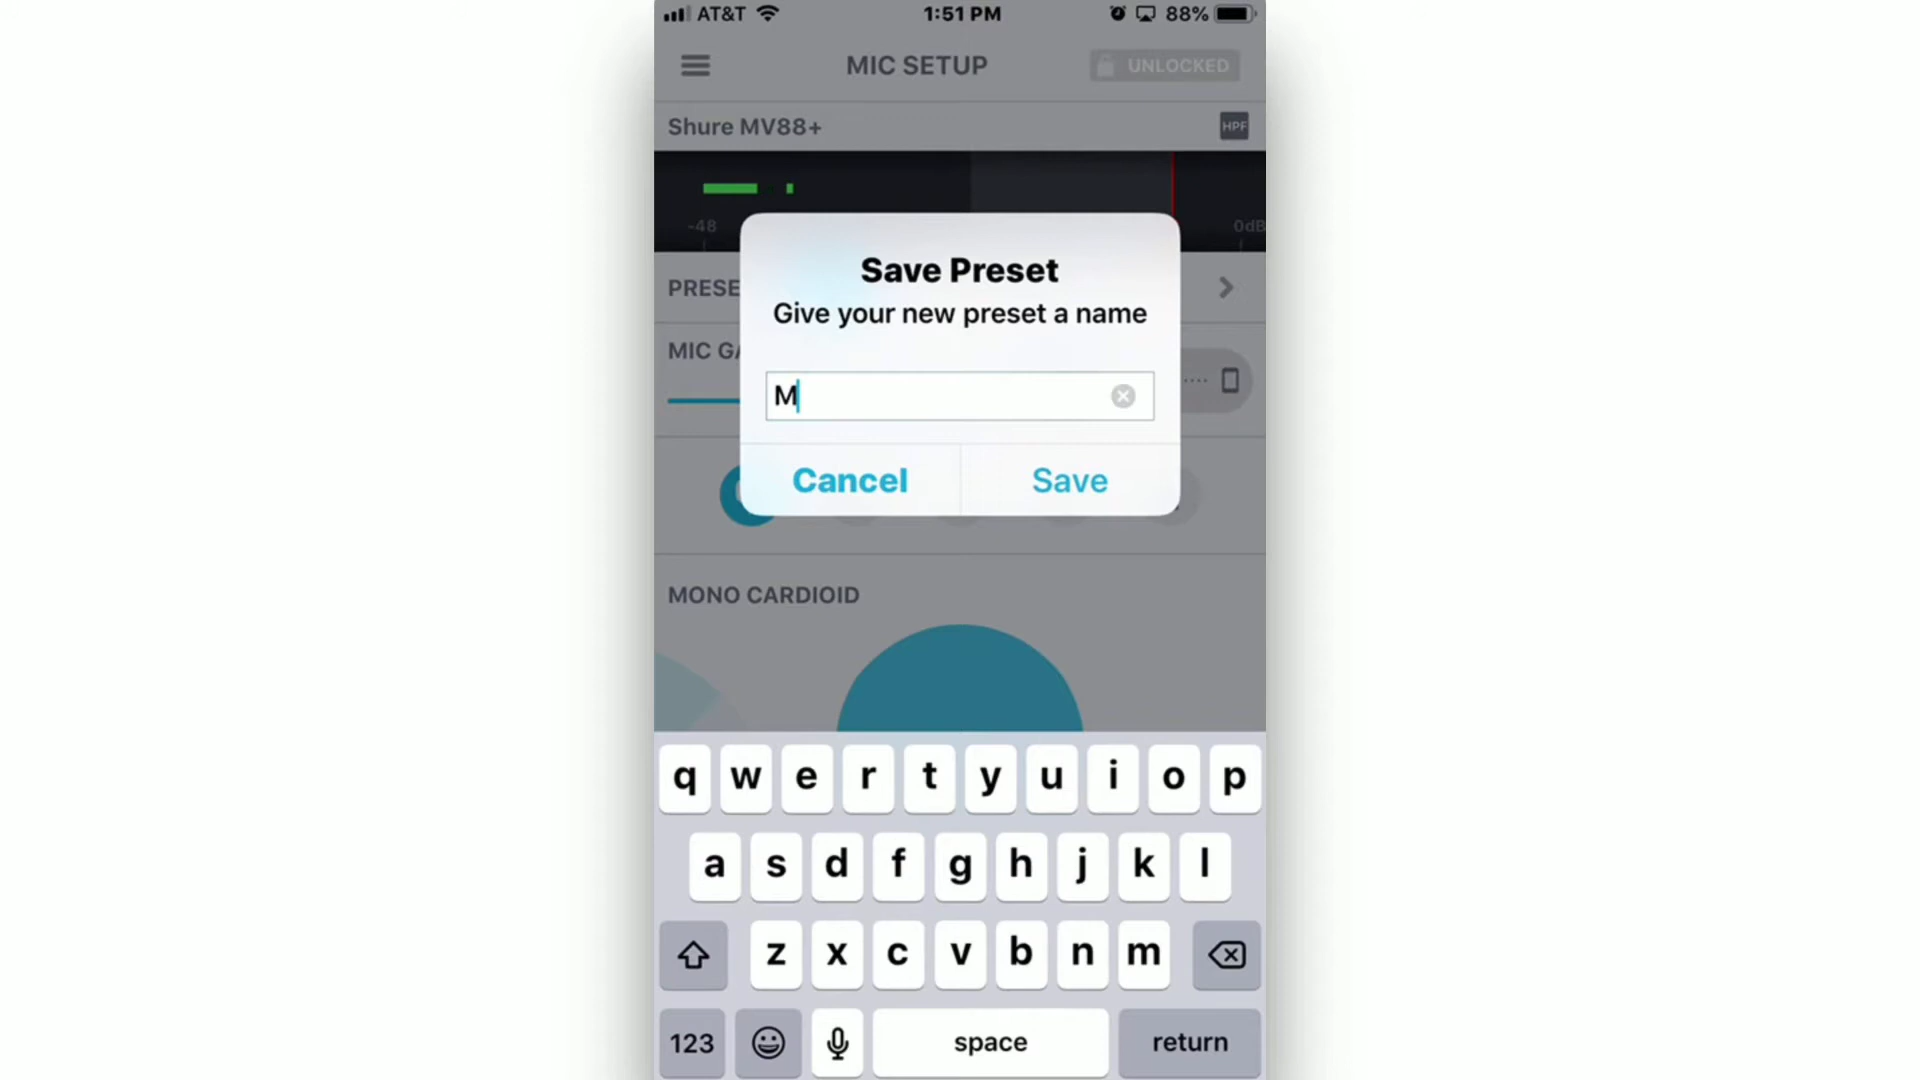 AT&T 1:51 PM 88%
MIC SETUP UNLOCKED
Shure MV88+ HPF
-48 0dB
Save Preset
PRESE
Give your new preset a name
MIC GA
M
Cancel Save
MONO CARDIOID
q w e r t y u i o p
a s d f g h j k l
z x c v b n m
123 space return